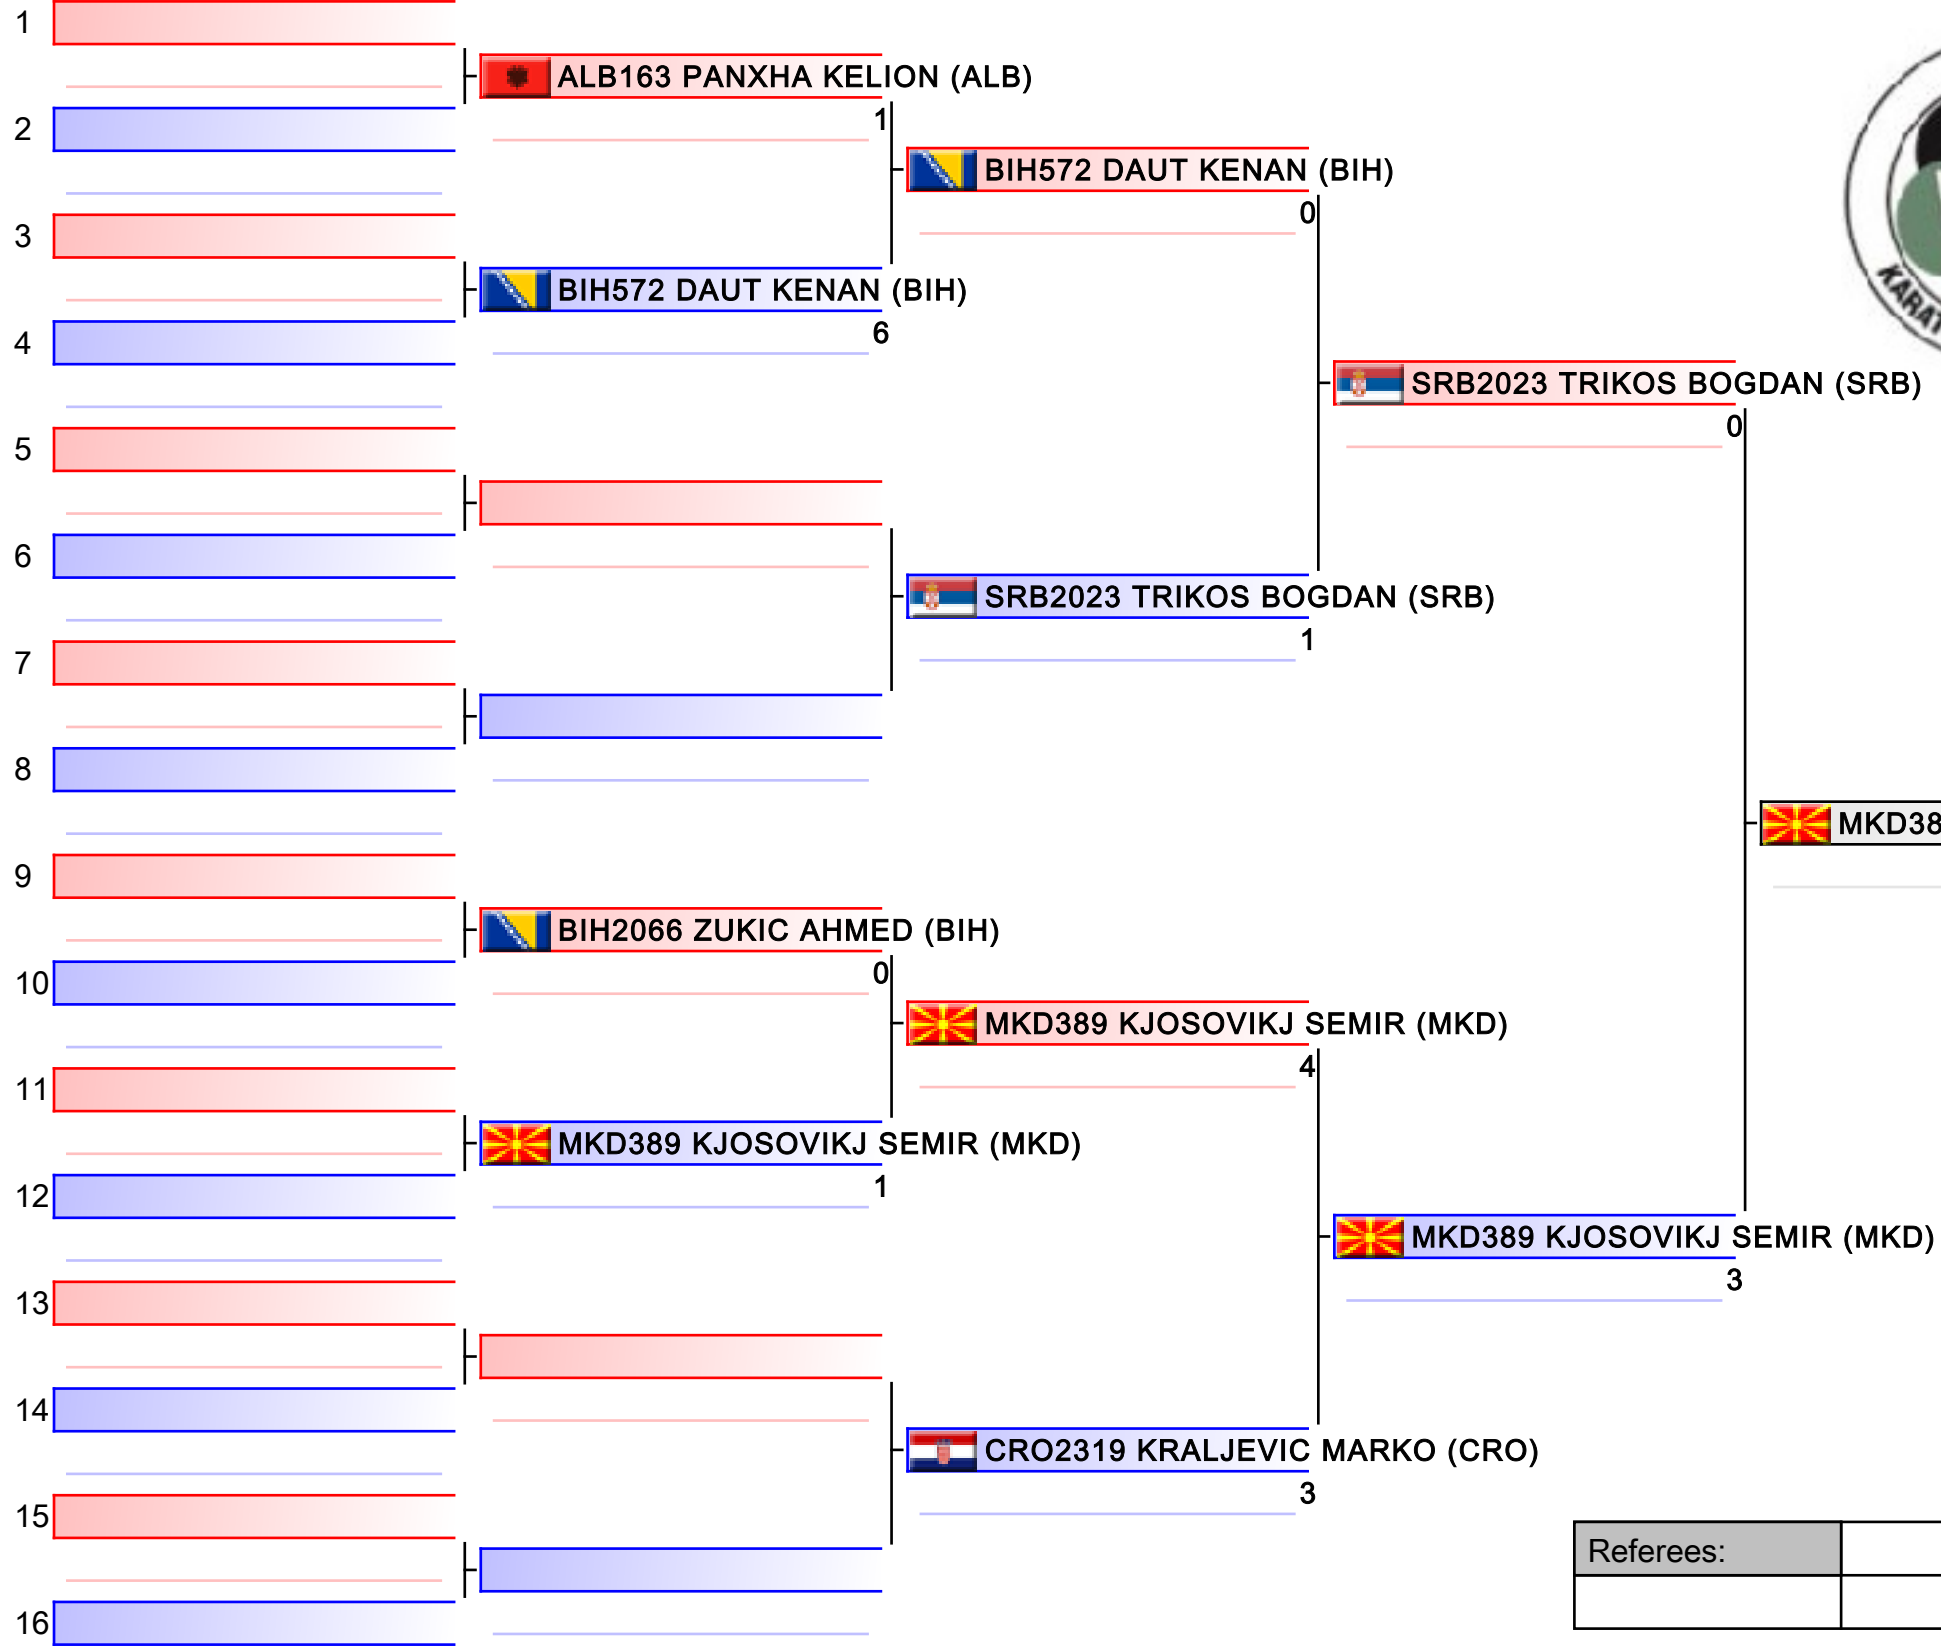 1
ALB163 PANXHA KELION (ALB)
1
2
BIH572 DAUT KENAN (BIH)
0
3
BIH572 DAUT KENAN (BIH)
6
4
SRB2023 TRIKOS BOGDAN (SRB)
0
5
6
SRB2023 TRIKOS BOGDAN (SRB)
1
7
8
MKD38
9
BIH2066 ZUKIC AHMED (BIH)
0
10
MKD389 KJOSOVIKJ SEMIR (MKD)
4
11
MKD389 KJOSOVIKJ SEMIR (MKD)
1
12
MKD389 KJOSOVIKJ SEMIR (MKD)
3
13
14
CRO2319 KRALJEVIC MARKO (CRO)
3
15
Referees:
16
KARAT